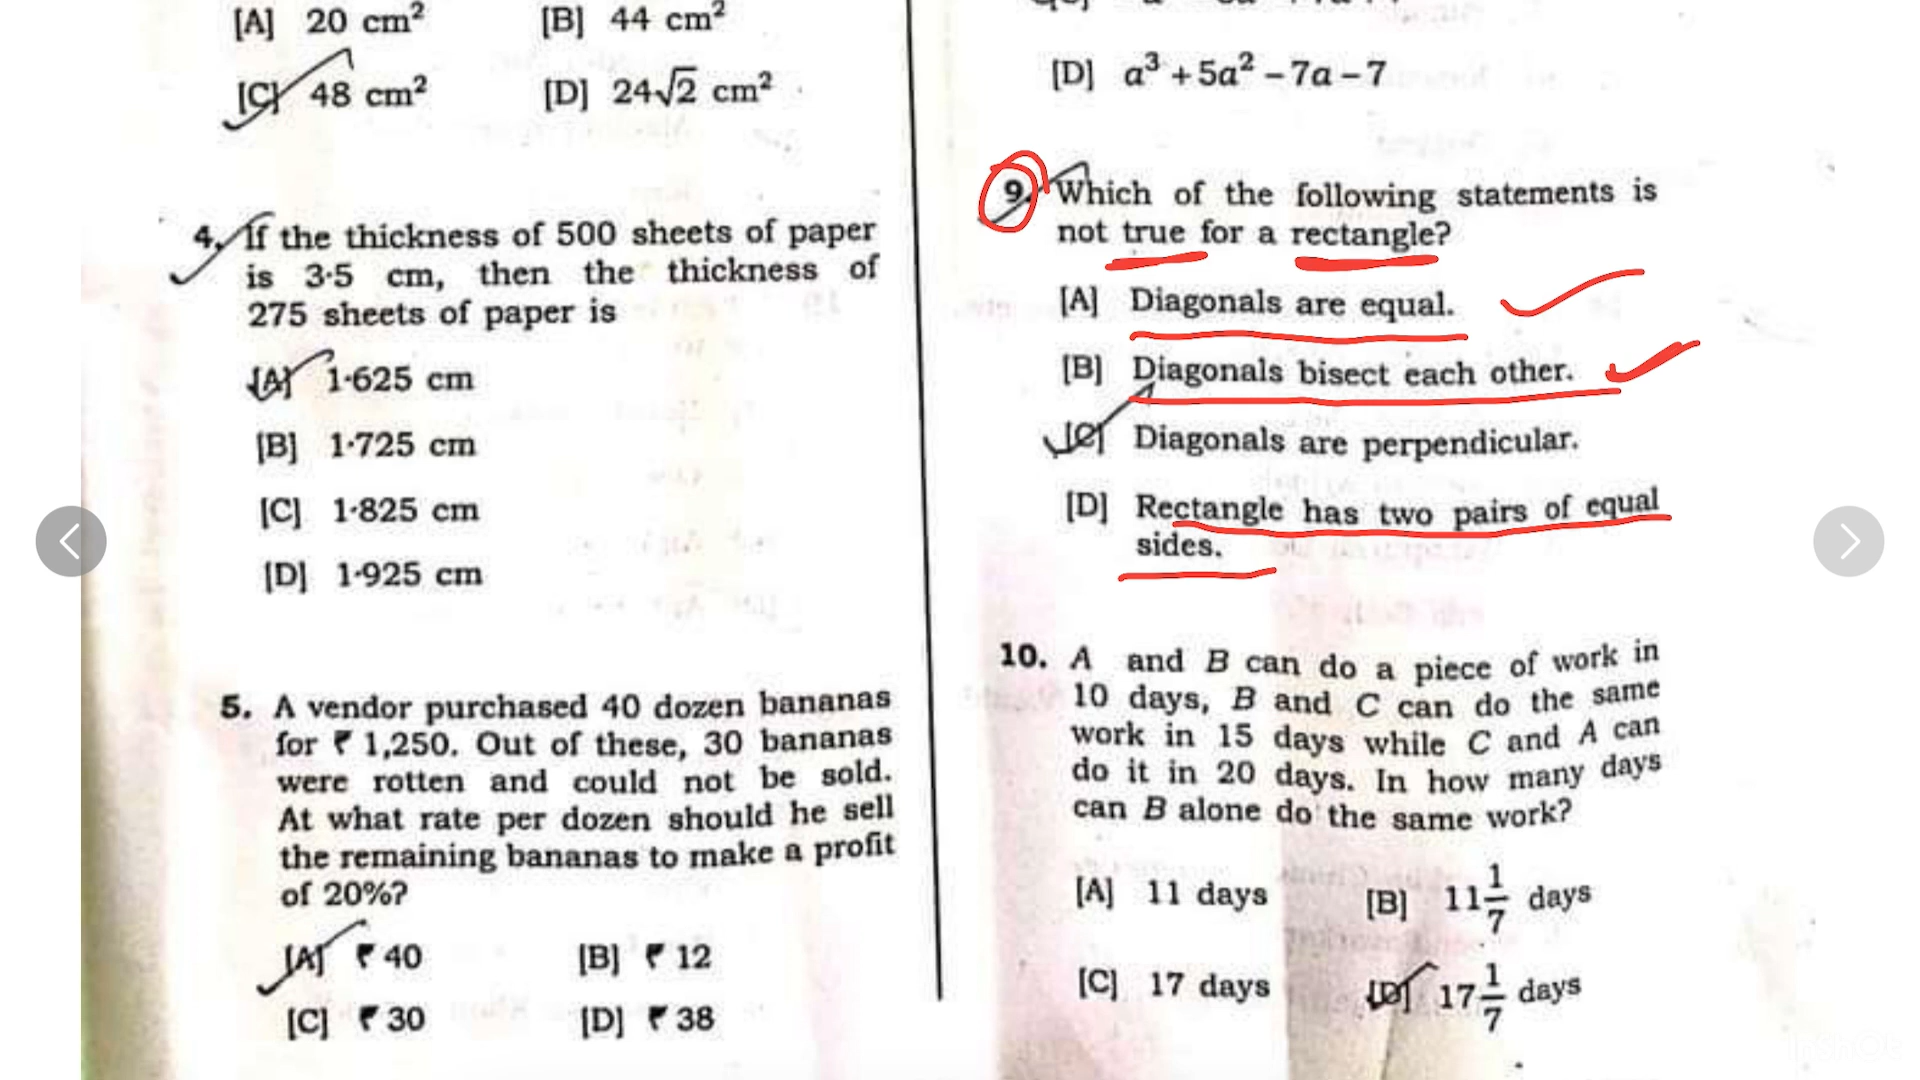 [A] 20 cm² [B] 44 cm²
[C] 48 cm² [D] 24√2 cm²
4. If the thickness of 500 sheets of paper
is 3·5 cm, then the thickness of
275 sheets of paper is
[A] 1·625 cm
[B] 1·725 cm
[C] 1·825 cm
[D] 1·925 cm
5. A vendor purchased 40 dozen bananas
for ₹ 1,250. Out of these, 30 bananas
were rotten and could not be sold.
At what rate per dozen should he sell
the remaining bananas to make a profit
of 20%?
[A] ₹ 40 [B] ₹ 12
[C] ₹ 30 [D] ₹ 38
[D] a³ + 5a² – 7a – 7
9. Which of the following statements is
not true for a rectangle?
[A] Diagonals are equal.
[B] Diagonals bisect each other.
[C] Diagonals are perpendicular.
[D] Rectangle has two pairs of equal
sides.
10. A and B can do a piece of work in
10 days, B and C can do the same
work in 15 days while C and A can
do it in 20 days. In how many days
can B alone do the same work?
[A] 11 days [B] 11 1/7 days
[C] 17 days [D] 17 1/7 days